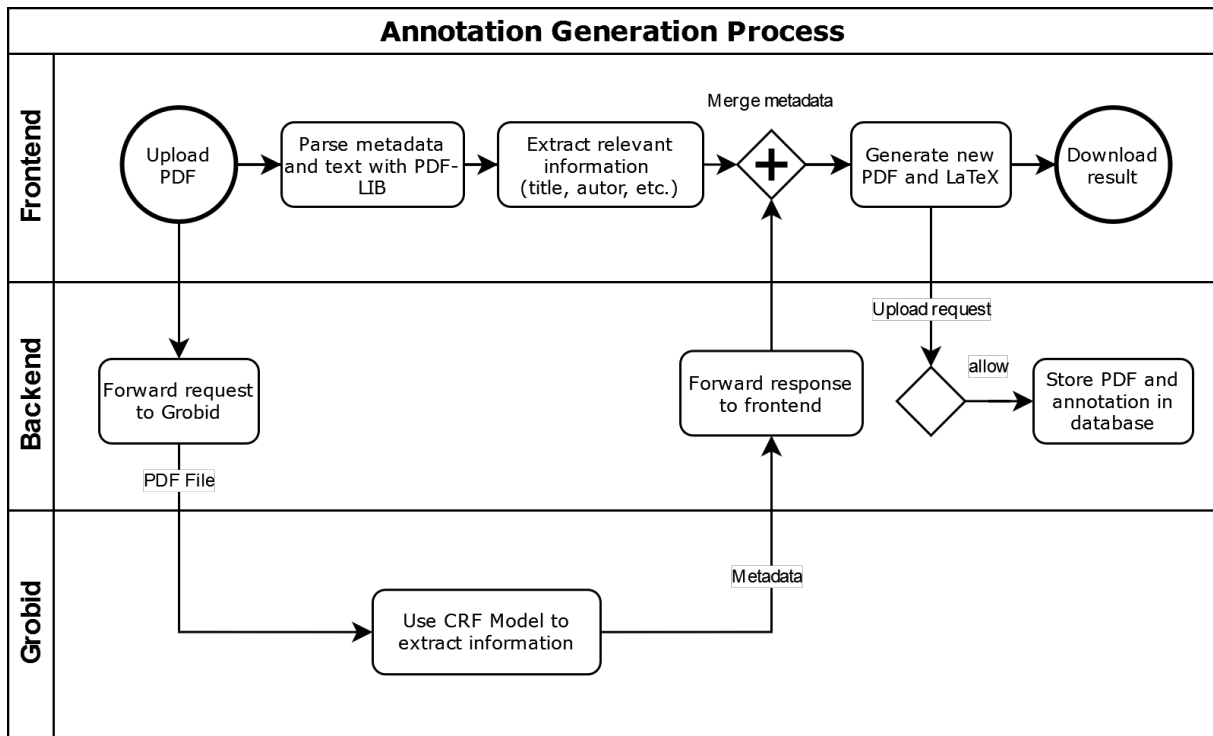 Annotation Generation Process
Frontend
Merge metadata
Upload
PDF
Parse metadata
and text with PDF-
LIB
Extract relevant
information
(title, autor, etc.)
Generate new
PDF and LaTeX
Download
result
Backend
Upload request
Forward request
to Grobid
Forward response
to frontend
allow
Store PDF and
annotation in
database
PDF File
Grobid
Metadata
Use CRF Model to
extract information